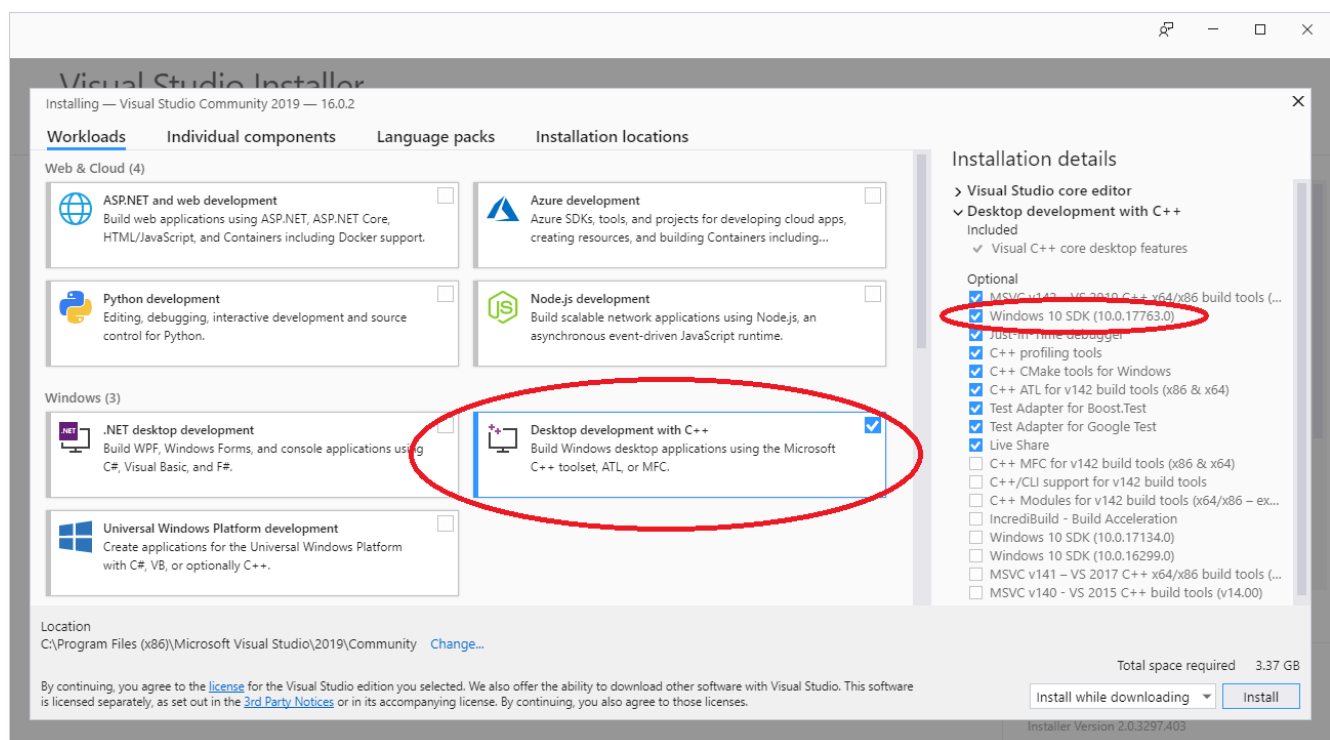 Visual Studio Installer
Installing — Visual Studio Community 2019 — 16.0.2
Workloads Individual components Language packs Installation locations
Web & Cloud (4)
ASP.NET and web development
Build web applications using ASP.NET, ASP.NET Core,
HTML/JavaScript, and Containers including Docker support.
Azure development
Azure SDKs, tools, and projects for developing cloud apps,
creating resources, and building Containers including...
Python development
Editing, debugging, interactive development and source
control for Python.
Node.js development
Build scalable network applications using Node.js, an
asynchronous event-driven JavaScript runtime.
Windows (3)
.NET desktop development
Build WPF, Windows Forms, and console applications using
C#, Visual Basic, and F#.
Desktop development with C++
Build Windows desktop applications using the Microsoft
C++ toolset, ATL, or MFC.
Universal Windows Platform development
Create applications for the Universal Windows Platform
with C#, VB, or optionally C++.
Installation details
Visual Studio core editor
Desktop development with C++
Included
Visual C++ core desktop features
Optional
MSVC v142 – VS 2019 C++ x64/x86 build tools (...
Windows 10 SDK (10.0.17763.0)
Just-In-Time debugger
C++ profiling tools
C++ CMake tools for Windows
C++ ATL for v142 build tools (x86 & x64)
Test Adapter for Boost.Test
Test Adapter for Google Test
Live Share
C++ MFC for v142 build tools (x86 & x64)
C++/CLI support for v142 build tools
C++ Modules for v142 build tools (x64/x86 – ex...
IncrediBuild - Build Acceleration
Windows 10 SDK (10.0.17134.0)
Windows 10 SDK (10.0.16299.0)
MSVC v141 – VS 2017 C++ x64/x86 build tools (...
MSVC v140 - VS 2015 C++ build tools (v14.00)
Location
C:\Program Files (x86)\Microsoft Visual Studio\2019\Community Change...
Total space required 3.37 GB
By continuing, you agree to the license for the Visual Studio edition you selected. We also offer the ability to download other software with Visual Studio. This software
is licensed separately, as set out in the 3rd Party Notices or in its accompanying license. By continuing, you also agree to those licenses.
Install while downloading Install
Installer Version 2.0.3297.403